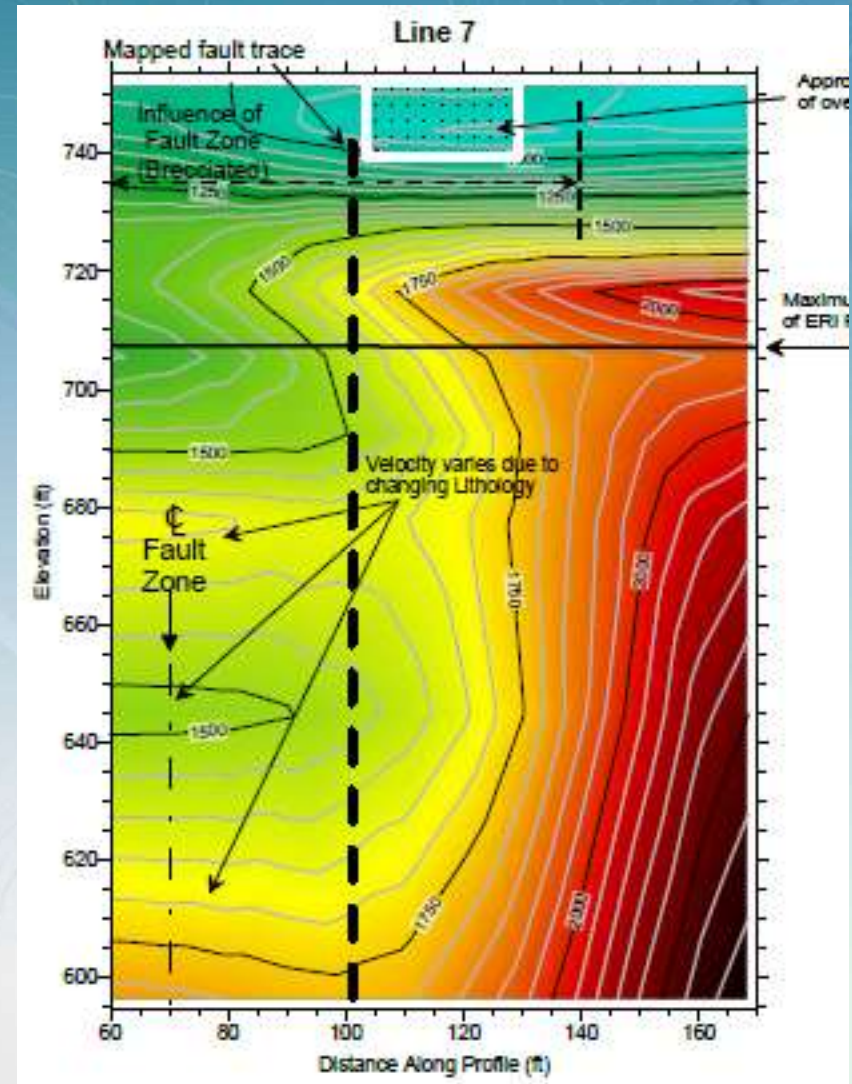 Line 7
Mapped fault trace
Influence of
Fault Zone
(Brecciated)
of ove
1250
1250
1500
1500
1750
2000
of ERI
1500
Velocity varies due to
changing Lithology
℄
Fault
Zone
1750
2000
1500
1750
2000
Elevation (ft)
740
720
700
680
660
640
620
600
60
80
100
120
140
160
Distance Along Profile (ft)